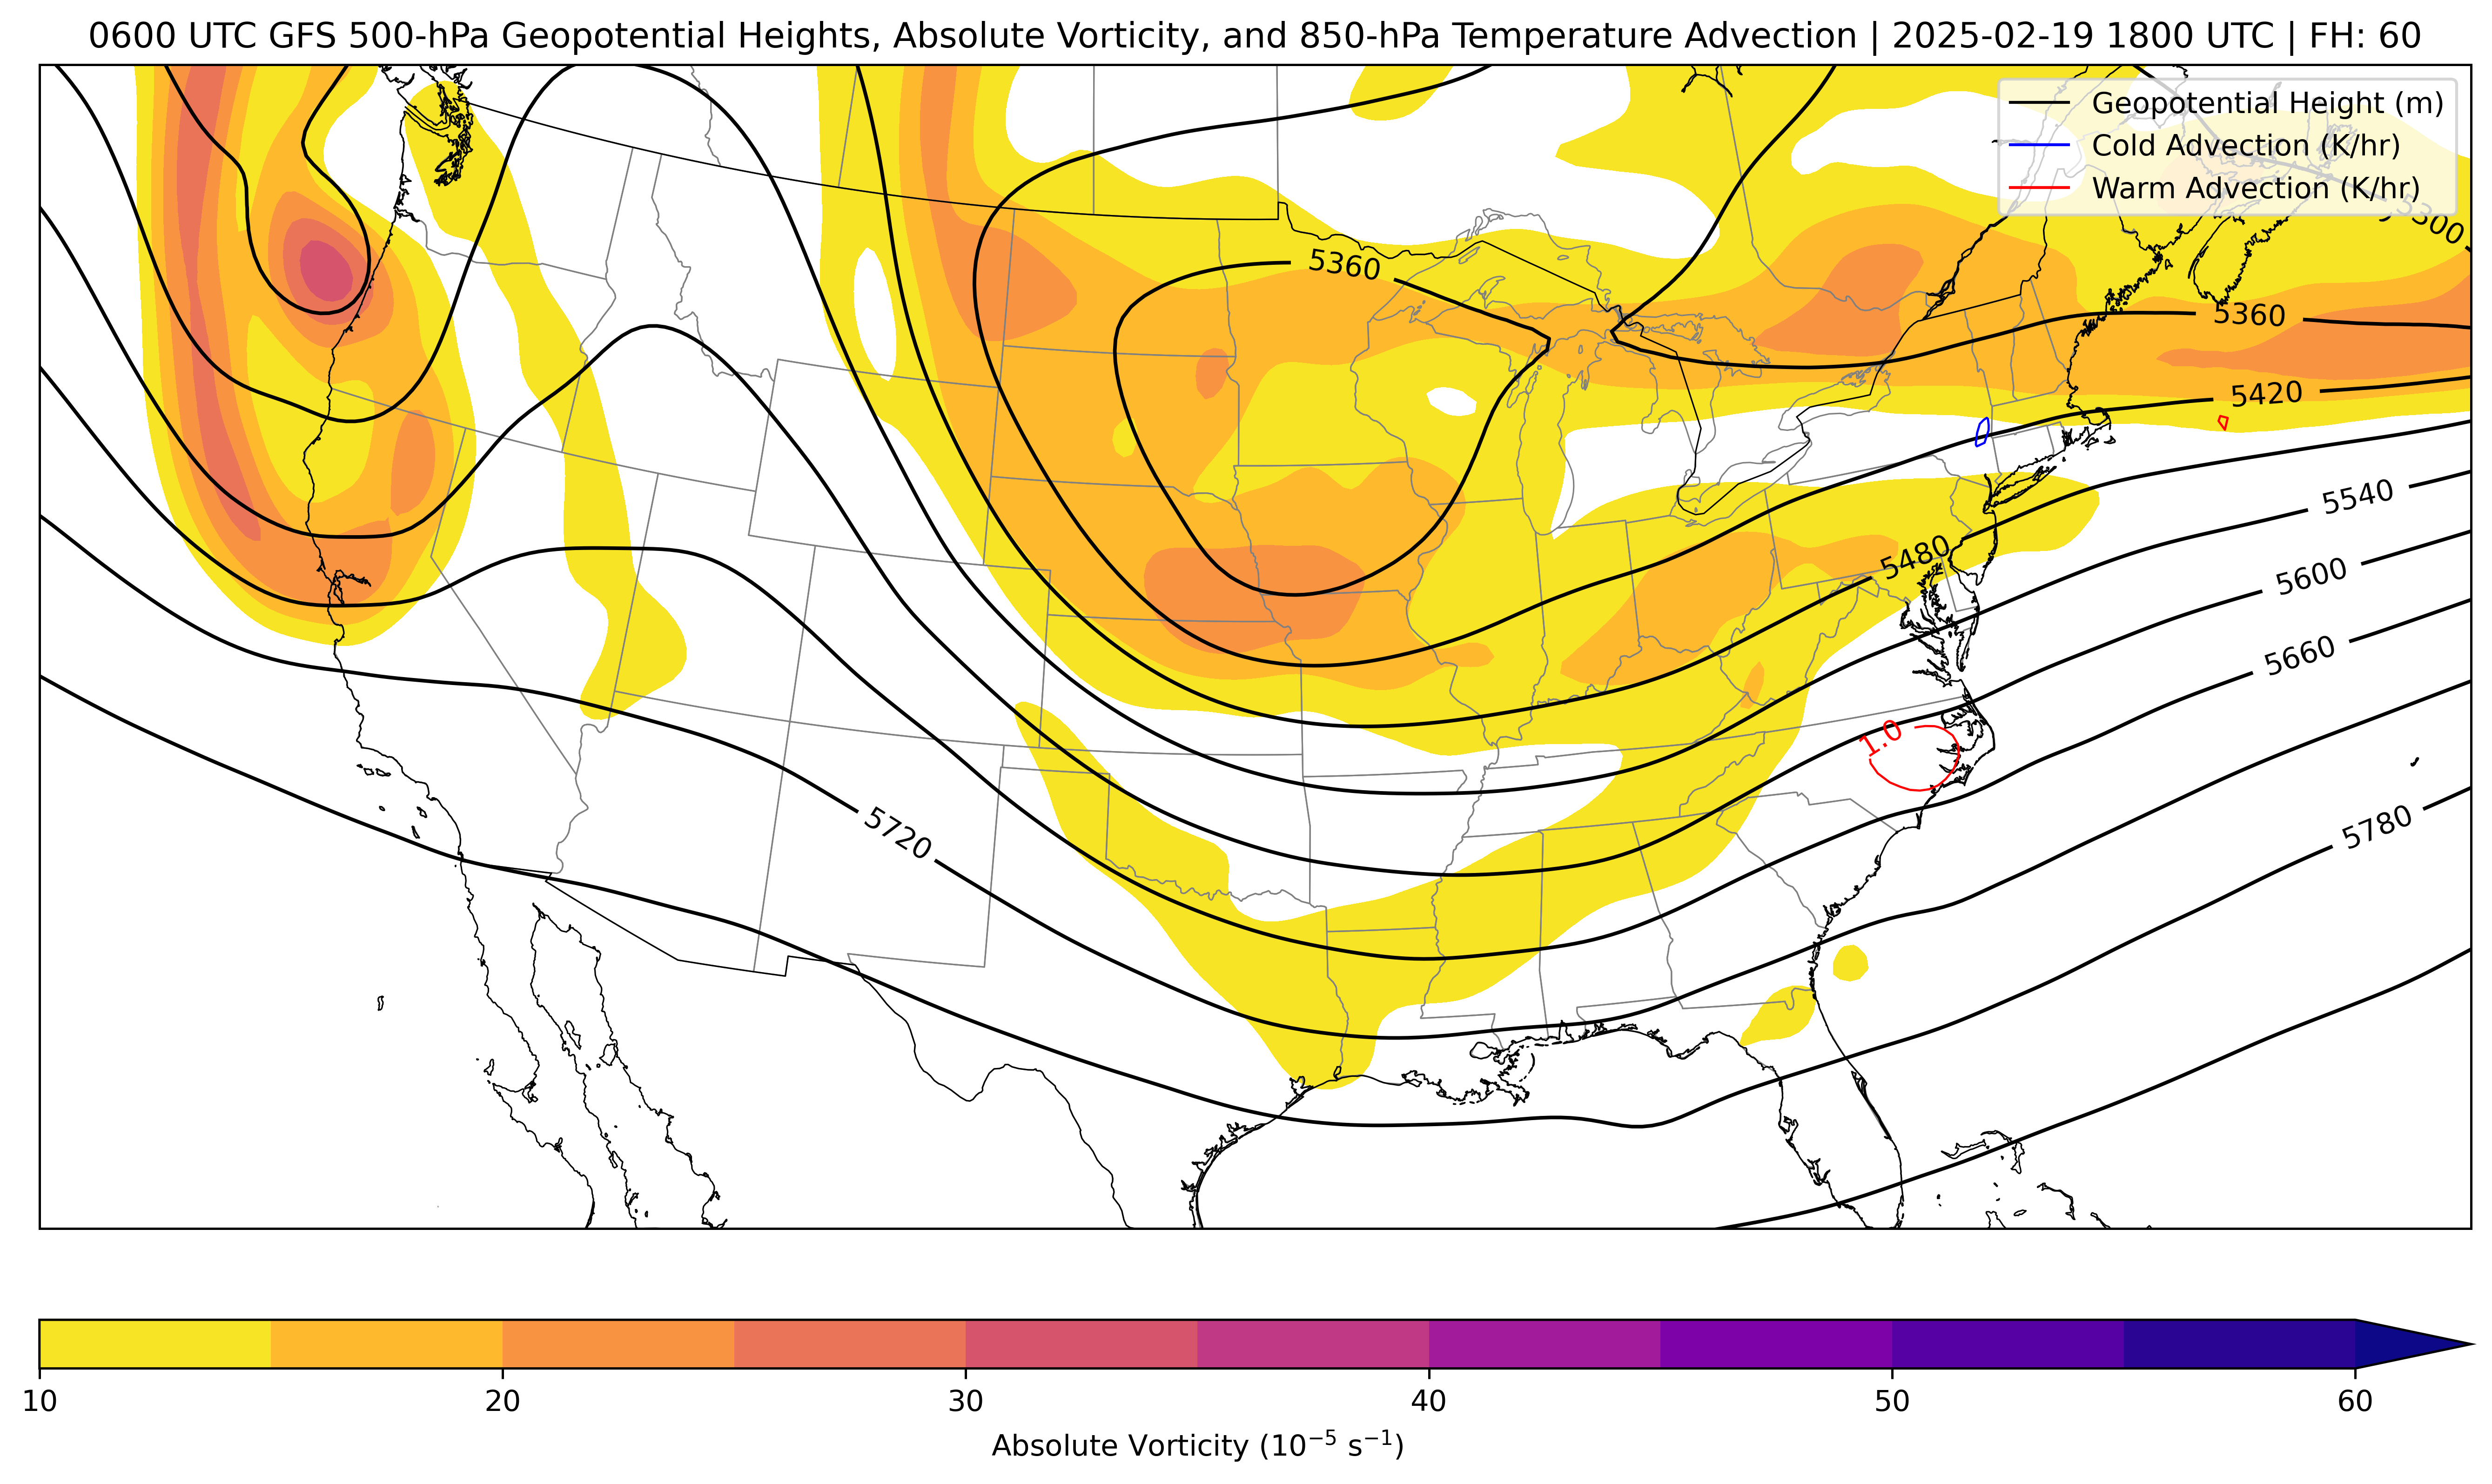 0600 UTC GFS 500-hPa Geopotential Heights, Absolute Vorticity, and 850-hPa Temperature Advection | 2025-02-19 1800 UTC | FH: 60
Geopotential Height (m)
Cold Advection (K/hr)
Warm Advection (K/hr)
5300
5360
5360
5420
5540
5480
5600
5660
1.0
5720
5780
10 20 30 40 50 60
Absolute Vorticity (10⁻⁵ s⁻¹)